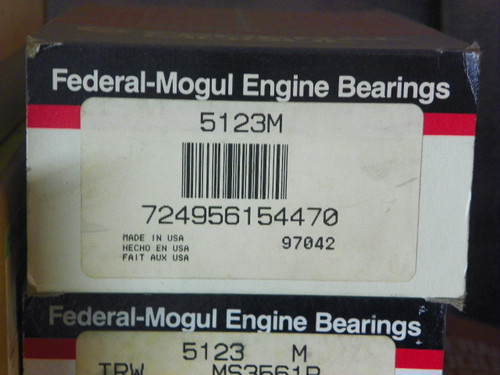 Federal-Mogul Engine Bearings
5123M
724956154470
MADE IN USA
HECHO EN USA
FAIT AUX USA
97042
Federal-Mogul Engine Bearings
5123 M
TRW MS3561P